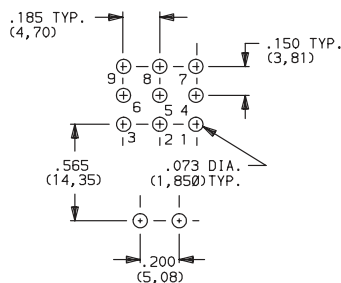 .185 TYP.
(4,70)
.150 TYP.
(3,81)
9 8 7
6 5 4
3 2 1
.565
(14,35)
.073 DIA.
(1,850)TYP.
.200
(5,08)